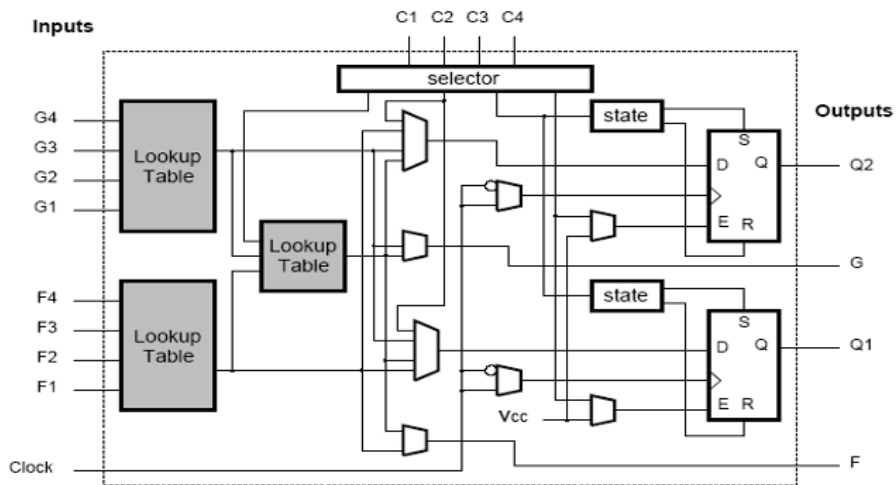 Inputs
C1 C2 C3 C4
selector
G4
G3
G2
G1
Lookup
Table
Lookup
Table
F4
F3
F2
F1
Lookup
Table
Clock
Vcc
state
S
D Q
E R
state
S
D Q
E R
Outputs
Q2
G
Q1
F